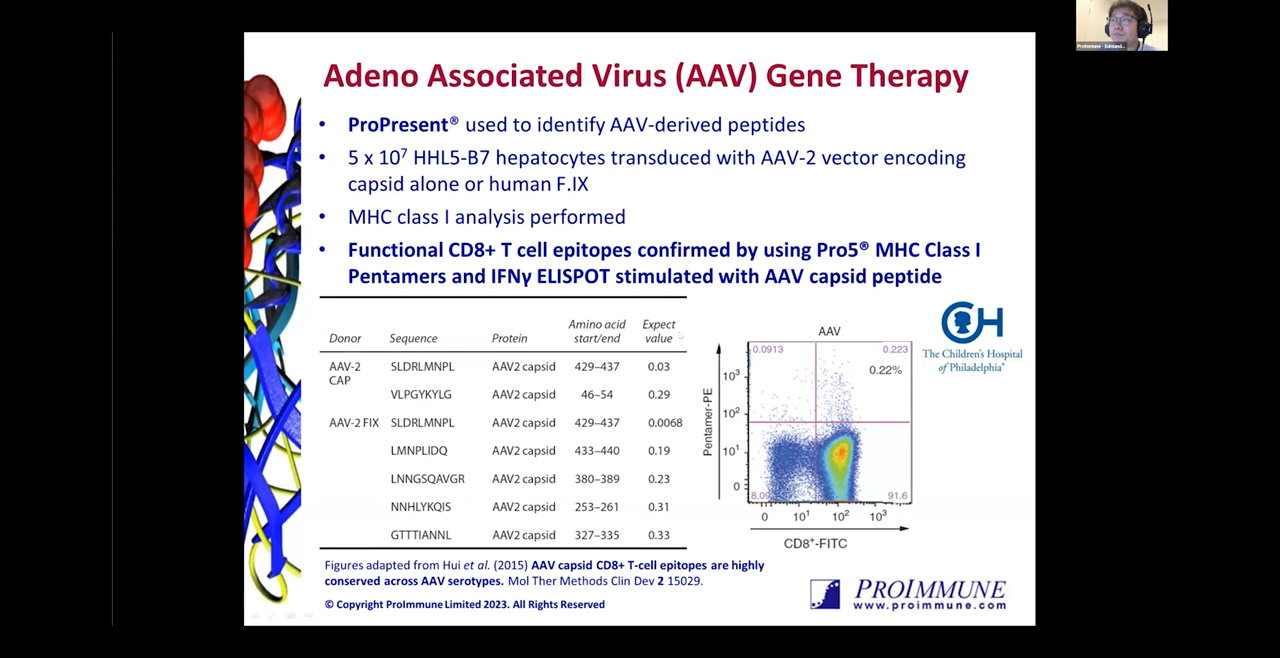 Adeno Associated Virus (AAV) Gene Therapy
• ProPresent® used to identify AAV-derived peptides
• 5 x 10⁷ HHL5-B7 hepatocytes transduced with AAV-2 vector encoding
capsid alone or human F.IX
• MHC class I analysis performed
• Functional CD8+ T cell epitopes confirmed by using Pro5® MHC Class I
Pentamers and IFNγ ELISPOT stimulated with AAV capsid peptide
Donor Sequence Protein Amino acid start/end Expect value
AAV-2 CAP SLDRLMNPL AAV2 capsid 429–437 0.03
VLPGYKYLG AAV2 capsid 46–54 0.29
AAV-2 FIX SLDRLMNPL AAV2 capsid 429–437 0.0068
LMNPLIDQ AAV2 capsid 433–440 0.19
LNNGSQAVGR AAV2 capsid 380–389 0.23
NNHLYKQIS AAV2 capsid 253–261 0.31
GTTTIANNL AAV2 capsid 327–335 0.33
AAV
0.0913 0.223
0.22%
10³
10²
10¹
0
Pentamer-PE
91.6
0 10¹ 10² 10³
CD8⁺-FITC
CH
The Children's Hospital
of Philadelphia®
Figures adapted from Hui et al. (2015) AAV capsid CD8+ T-cell epitopes are highly
conserved across AAV serotypes. Mol Ther Methods Clin Dev 2 15029.
© Copyright ProImmune Limited 2023. All Rights Reserved
PROIMMUNE
www.proimmune.com
ProImmune - Edmund...